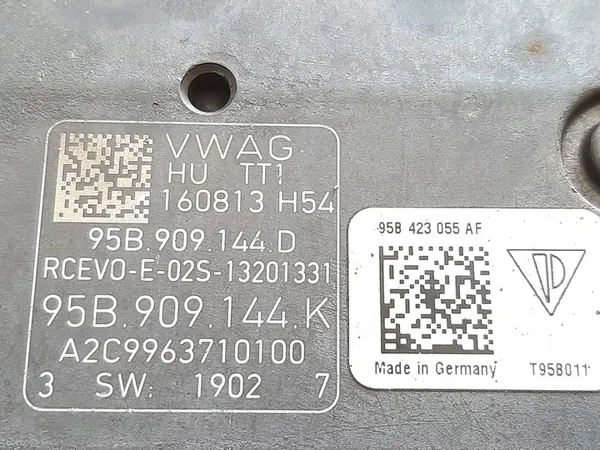 VWAG
HU TT1
160813 H54
95B.909.144.D
RCEVO-E-02S-13201331
95B.909.144.K
A2C9963710100
3 SW: 1902 7
95B 423 055 AF
Made in Germany
T95B011